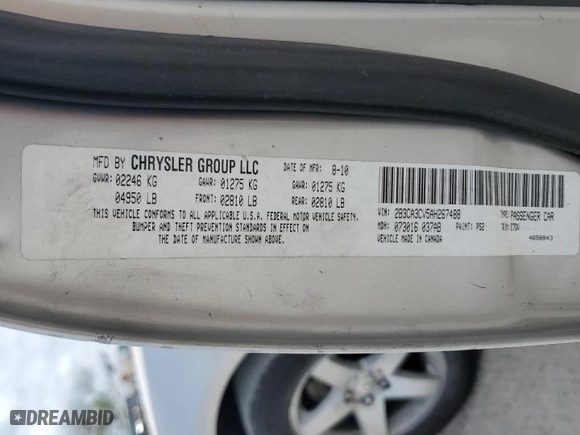 MFD BY CHRYSLER GROUP LLC DATE OF MFR: 8-10
GVWR: 02246 KG GAWR: 01275 KG GAWR: 01275 KG
04950 LB FRONT: 02810 LB REAR: 02810 LB
THIS VEHICLE CONFORMS TO ALL APPLICABLE U.S.A. FEDERAL MOTOR VEHICLE SAFETY,
BUMPER AND THEFT PREVENTION STANDARDS IN EFFECT ON
THE DATE OF MANUFACTURE SHOWN ABOVE.
VIN: 2B3CA3CV5AH267488 TYPE: PASSENGER CAR
MDH: 073016 037AB PAINT: PS2
VEHICLE MADE IN CANADA 4658843
DREAMBID